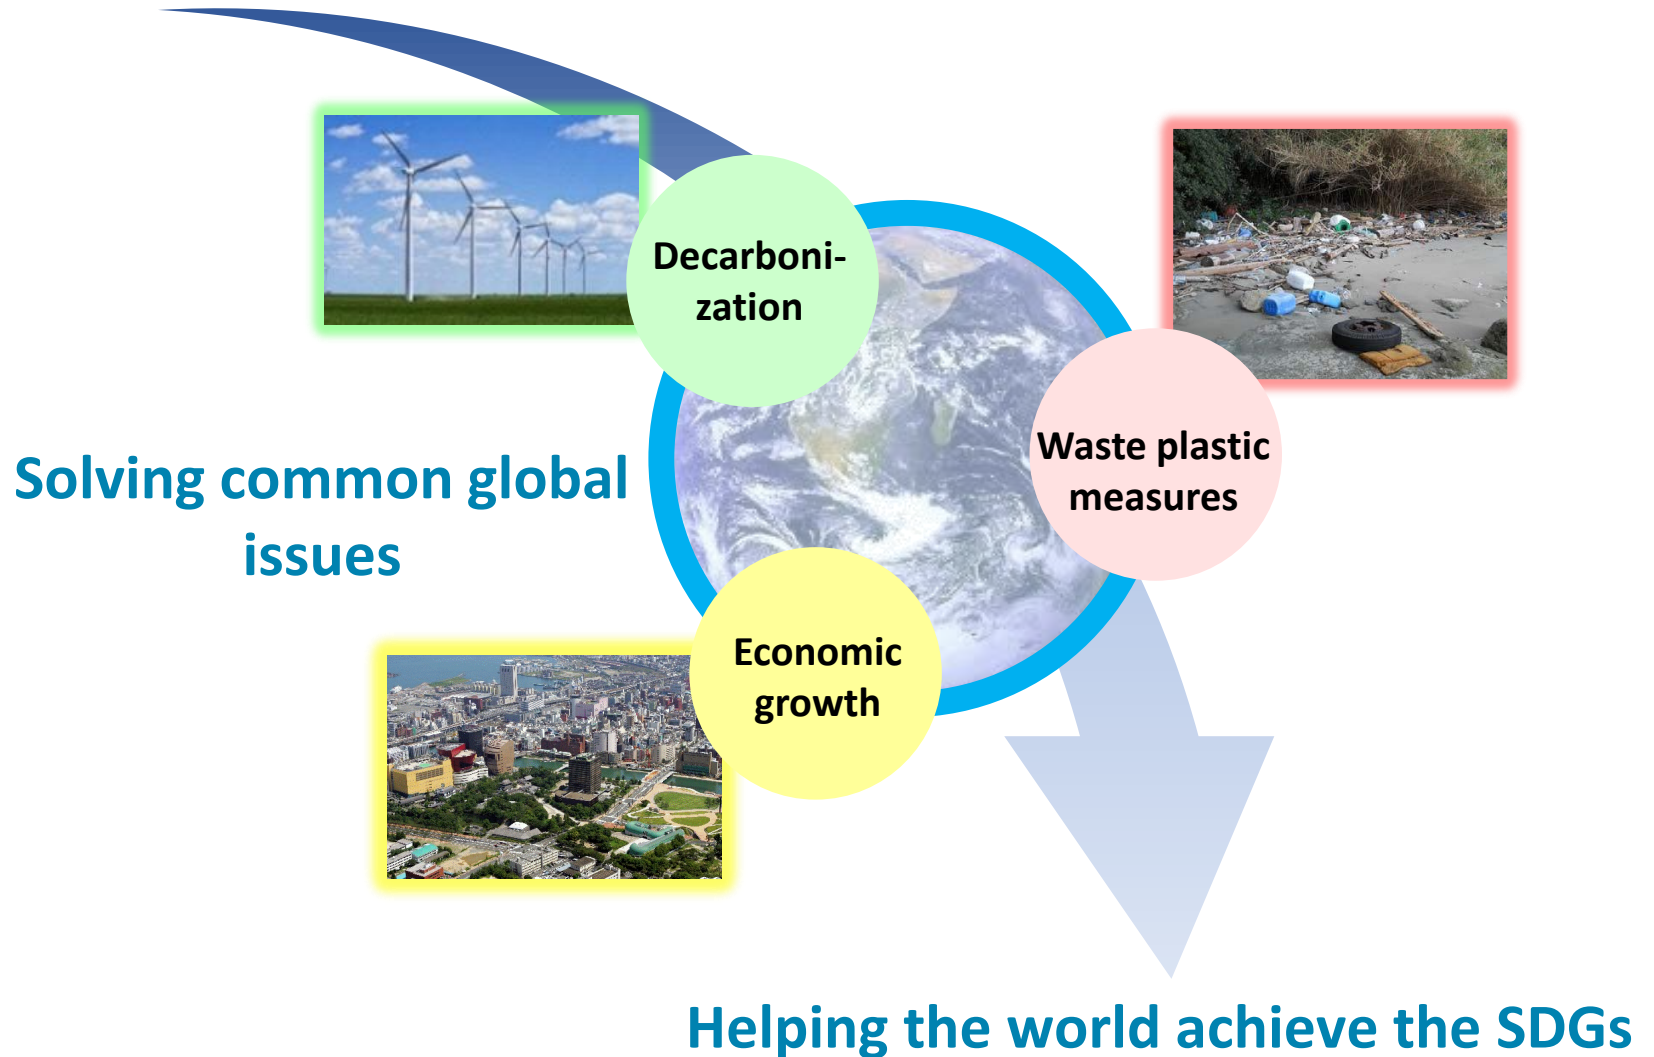 Decarboni-
zation
Waste plastic
measures
Solving common global
issues
Economic
growth
Helping the world achieve the SDGs